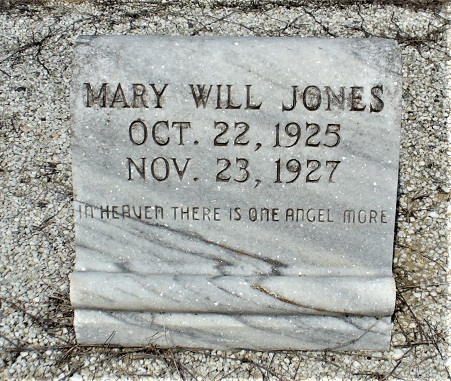 MARY WILL JONES
OCT. 22, 1925
NOV. 23, 1927
IN HEAVEN THERE IS ONE ANGEL MORE